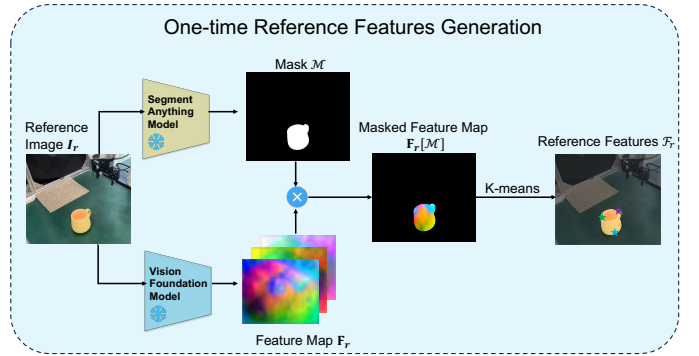 One-time Reference Features Generation
Mask ℳ
Segment
Anything
Model
Reference
Image I_r
Masked Feature Map
F_r[ℳ]
Reference Features ℱ_r
K-means
Vision
Foundation
Model
Feature Map F_r